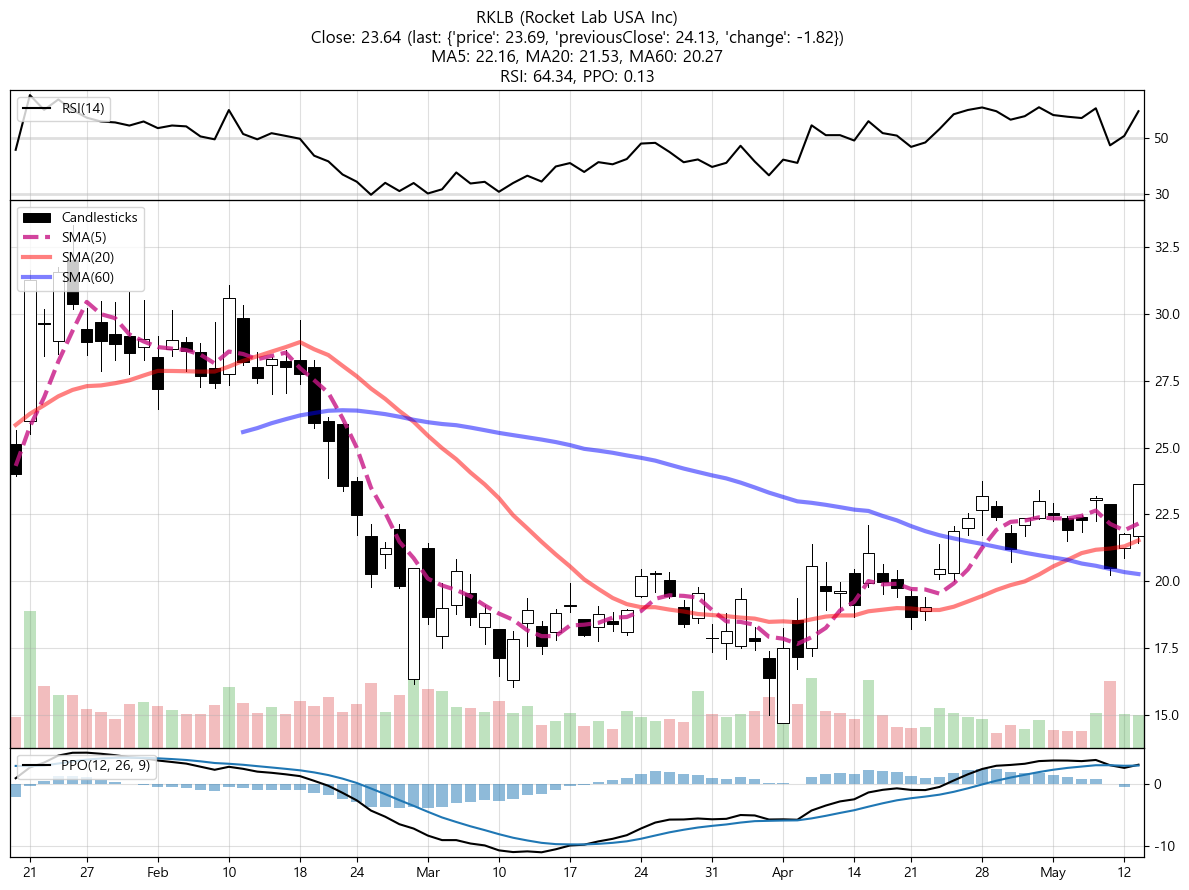 RKLB (Rocket Lab USA Inc)
Close: 23.64 (last: {'price': 23.69, 'previousClose': 24.13, 'change': -1.82})
MA5: 22.16, MA20: 21.53, MA60: 20.27
RSI: 64.34, PPO: 0.13
RSI(14)
50
30
Candlesticks
SMA(5)
SMA(20)
SMA(60)
32.5
30.0
27.5
25.0
22.5
20.0
17.5
15.0
PPO(12, 26, 9)
0
-10
21 27 Feb 10 18 24 Mar 10 17 24 31 Apr 14 21 28 May 12